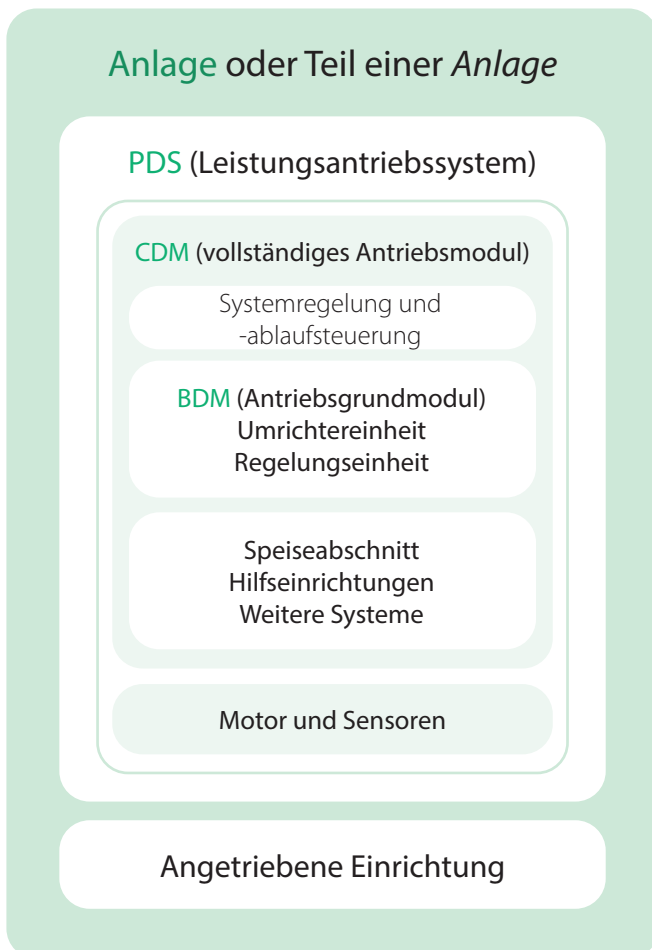 Anlage oder Teil einer Anlage
PDS (Leistungsantriebssystem)
CDM (vollständiges Antriebsmodul)
Systemregelung und
-ablaufsteuerung
BDM (Antriebsgrundmodul)
Umrichtereinheit
Regelungseinheit
Speiseabschnitt
Hilfseinrichtungen
Weitere Systeme
Motor und Sensoren
Angetriebene Einrichtung